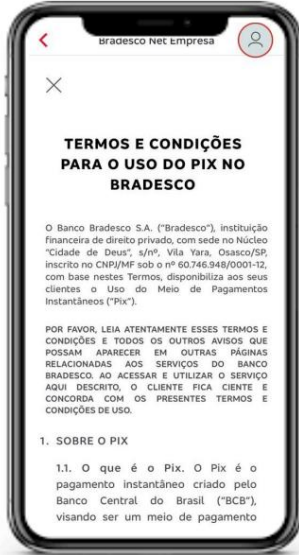 Bradesco Net Empresa
TERMOS E CONDIÇÕES
PARA O USO DO PIX NO
BRADESCO
O Banco Bradesco S.A. (“Bradesco”), instituição
financeira de direito privado, com sede no Núcleo
“Cidade de Deus”, s/nº, Vila Yara, Osasco/SP,
inscrito no CNPJ/MF sob o nº 60.746.948/0001-12,
com base nestes Termos, disponibiliza aos seus
clientes o Uso do Meio de Pagamentos
Instantâneos (“Pix”).
POR FAVOR, LEIA ATENTAMENTE ESSES TERMOS E
CONDIÇÕES E TODOS OS OUTROS AVISOS QUE
POSSAM APARECER EM OUTRAS PÁGINAS
RELACIONADAS AOS SERVIÇOS DO BANCO
BRADESCO. AO ACESSAR E UTILIZAR O SERVIÇO
AQUI DESCRITO, O CLIENTE FICA CIENTE E
CONCORDA COM OS PRESENTES TERMOS E
CONDIÇÕES DE USO.
1. SOBRE O PIX
1.1. O que é o Pix. O Pix é o
pagamento instantâneo criado pelo
Banco Central do Brasil (“BCB”),
visando ser um meio de pagamento